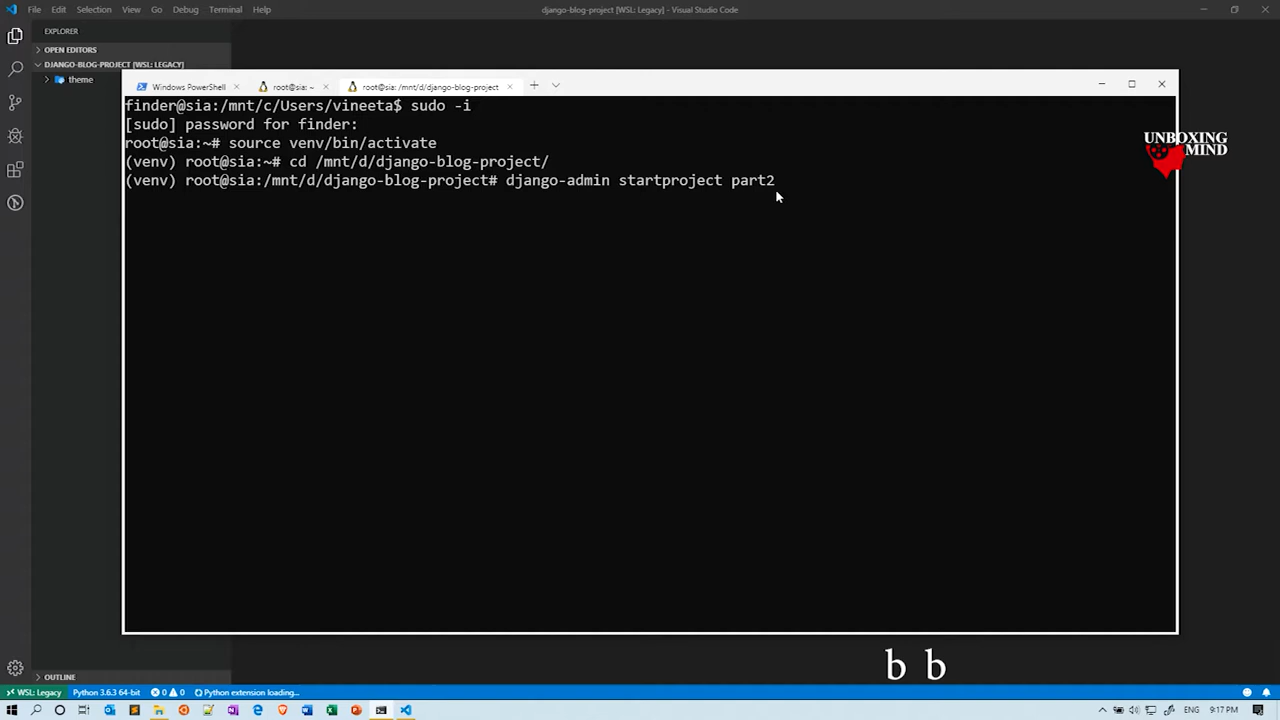 File Edit Selection View Go Debug Terminal Help
django-blog-project [WSL: Legacy] - Visual Studio Code
EXPLORER
OPEN EDITORS
DJANGO-BLOG-PROJECT [WSL: LEGACY]
theme
Windows PowerShell
root@sia: ~
root@sia: /mnt/d/django-blog-project
finder@sia:/mnt/c/Users/vineeta$ sudo -i
[sudo] password for finder:
root@sia:~# source venv/bin/activate
(venv) root@sia:~# cd /mnt/d/django-blog-project/
(venv) root@sia:/mnt/d/django-blog-project# django-admin startproject part2
UNBOXING
MIND
b b
OUTLINE
WSL: Legacy Python 3.6.3 64-bit 0 0 Python extension loading...
9:17 PM